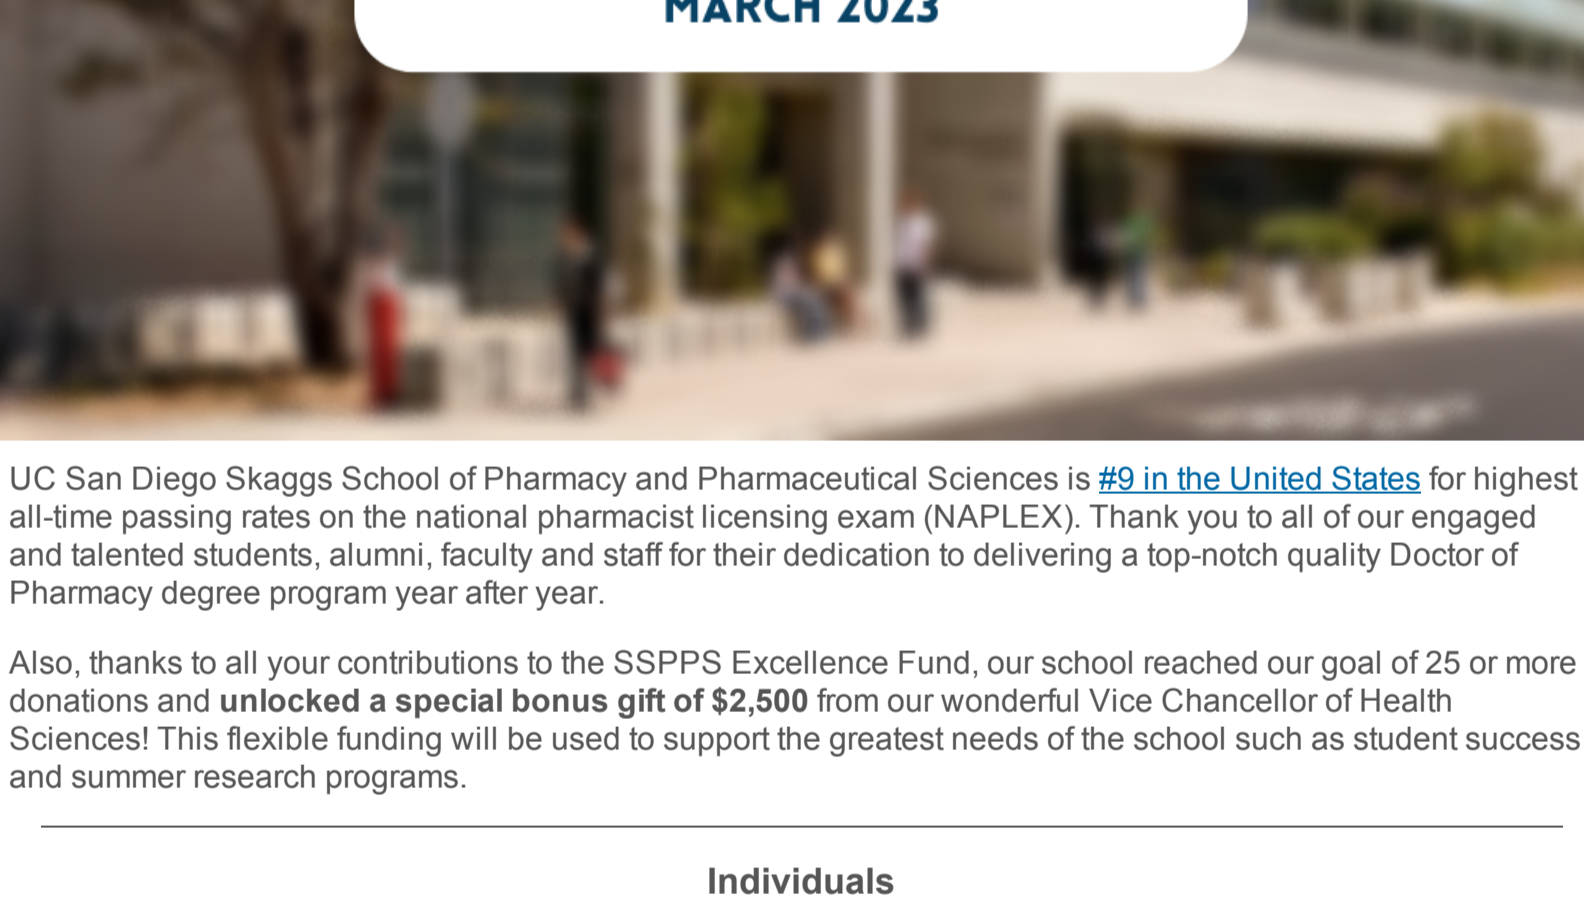 MARCH 2023
UC San Diego Skaggs School of Pharmacy and Pharmaceutical Sciences is #9 in the United States for highest
all-time passing rates on the national pharmacist licensing exam (NAPLEX). Thank you to all of our engaged
and talented students, alumni, faculty and staff for their dedication to delivering a top-notch quality Doctor of
Pharmacy degree program year after year.
Also, thanks to all your contributions to the SSPPS Excellence Fund, our school reached our goal of 25 or more
donations and unlocked a special bonus gift of $2,500 from our wonderful Vice Chancellor of Health
Sciences! This flexible funding will be used to support the greatest needs of the school such as student success
and summer research programs.
Individuals